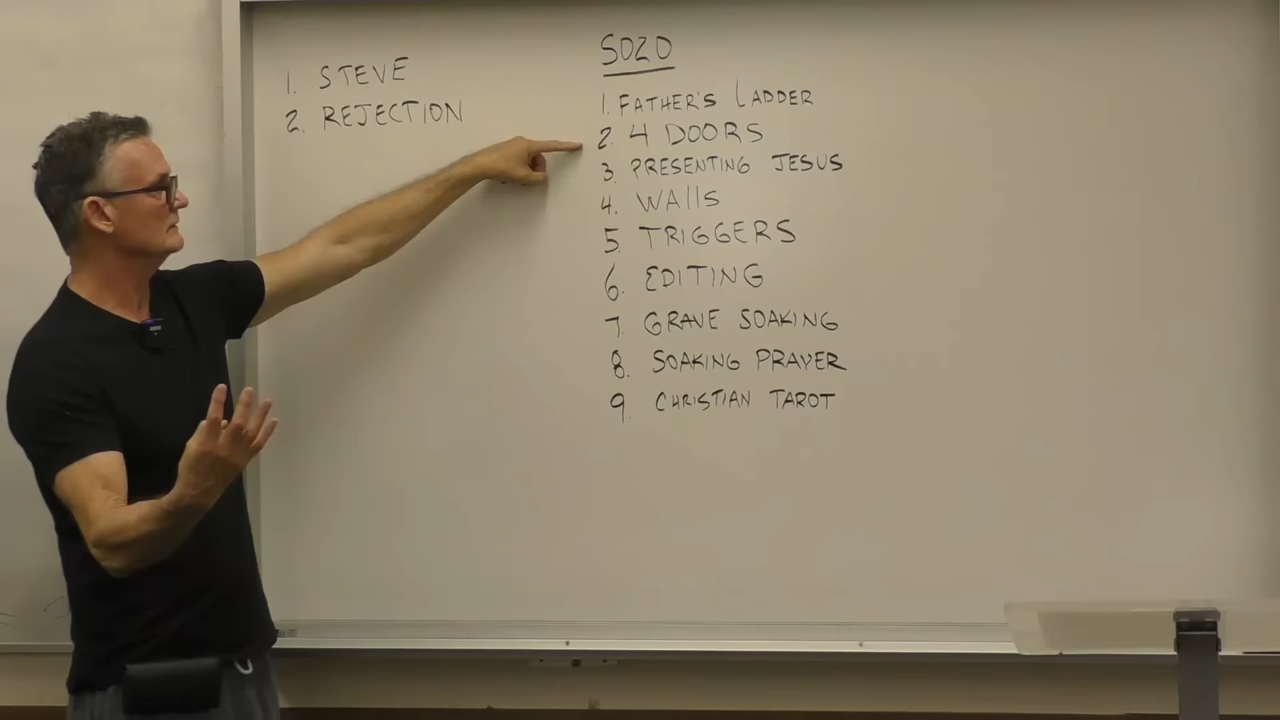 1. STEVE
2. REJECTION
SOZO
1. FATHER'S LADDER
2. 4 DOORS
3. PRESENTING JESUS
4. WALLS
5. TRIGGERS
6. EDITING
7. GRAVE SOAKING
8. SOAKING PRAYER
9. CHRISTIAN TAROT